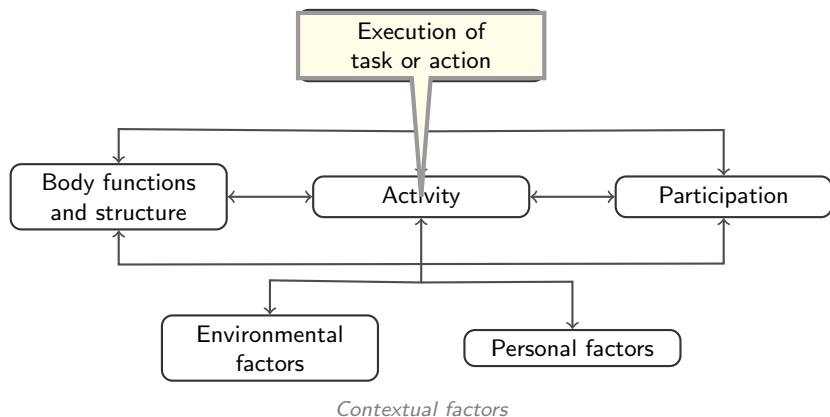 Execution of
task or action
Body functions
and structure
Activity
Participation
Environmental
factors
Personal factors
Contextual factors